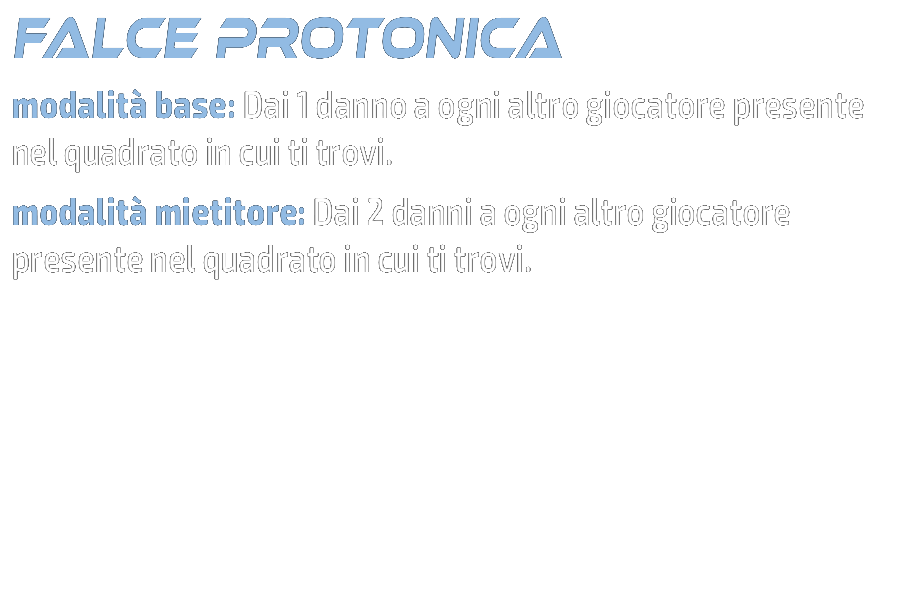 FALCE PROTONICA
modalità base: Dai 1 danno a ogni altro giocatore presente
nel quadrato in cui ti trovi.
modalità mietitore: Dai 2 danni a ogni altro giocatore
presente nel quadrato in cui ti trovi.